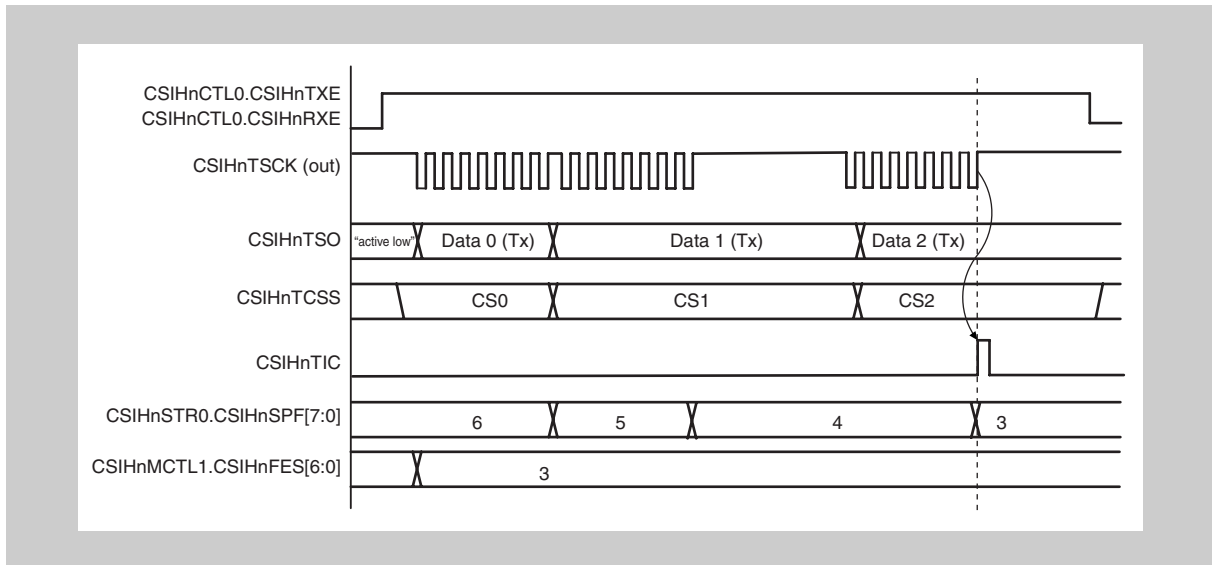 CSIHnCTL0.CSIHnTXE
CSIHnCTL0.CSIHnRXE
CSIHnTSCK (out)
CSIHnTSO "active low" Data 0 (Tx) Data 1 (Tx) Data 2 (Tx)
CSIHnTCSS CS0 CS1 CS2
CSIHnTIC
CSIHnSTR0.CSIHnSPF[7:0] 6 5 4 3
CSIHnMCTL1.CSIHnFES[6:0] 3